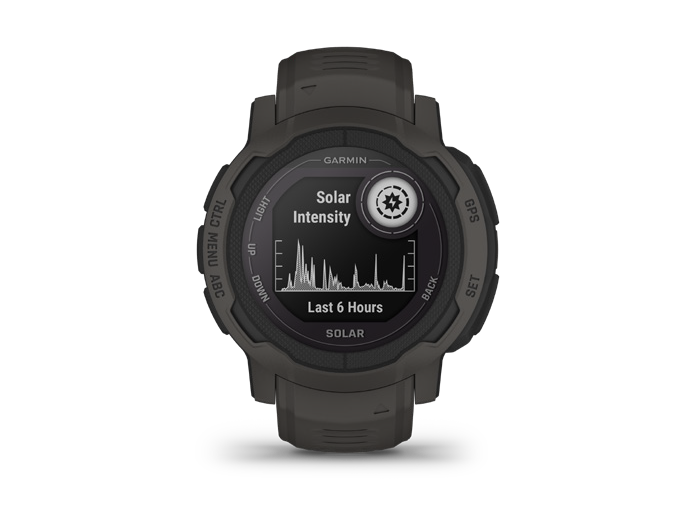 GARMIN
Solar
Intensity
Last 6 Hours
SOLAR
LIGHT
CTRL
UP
MENU
DOWN
ABC
GPS
SET
BACK